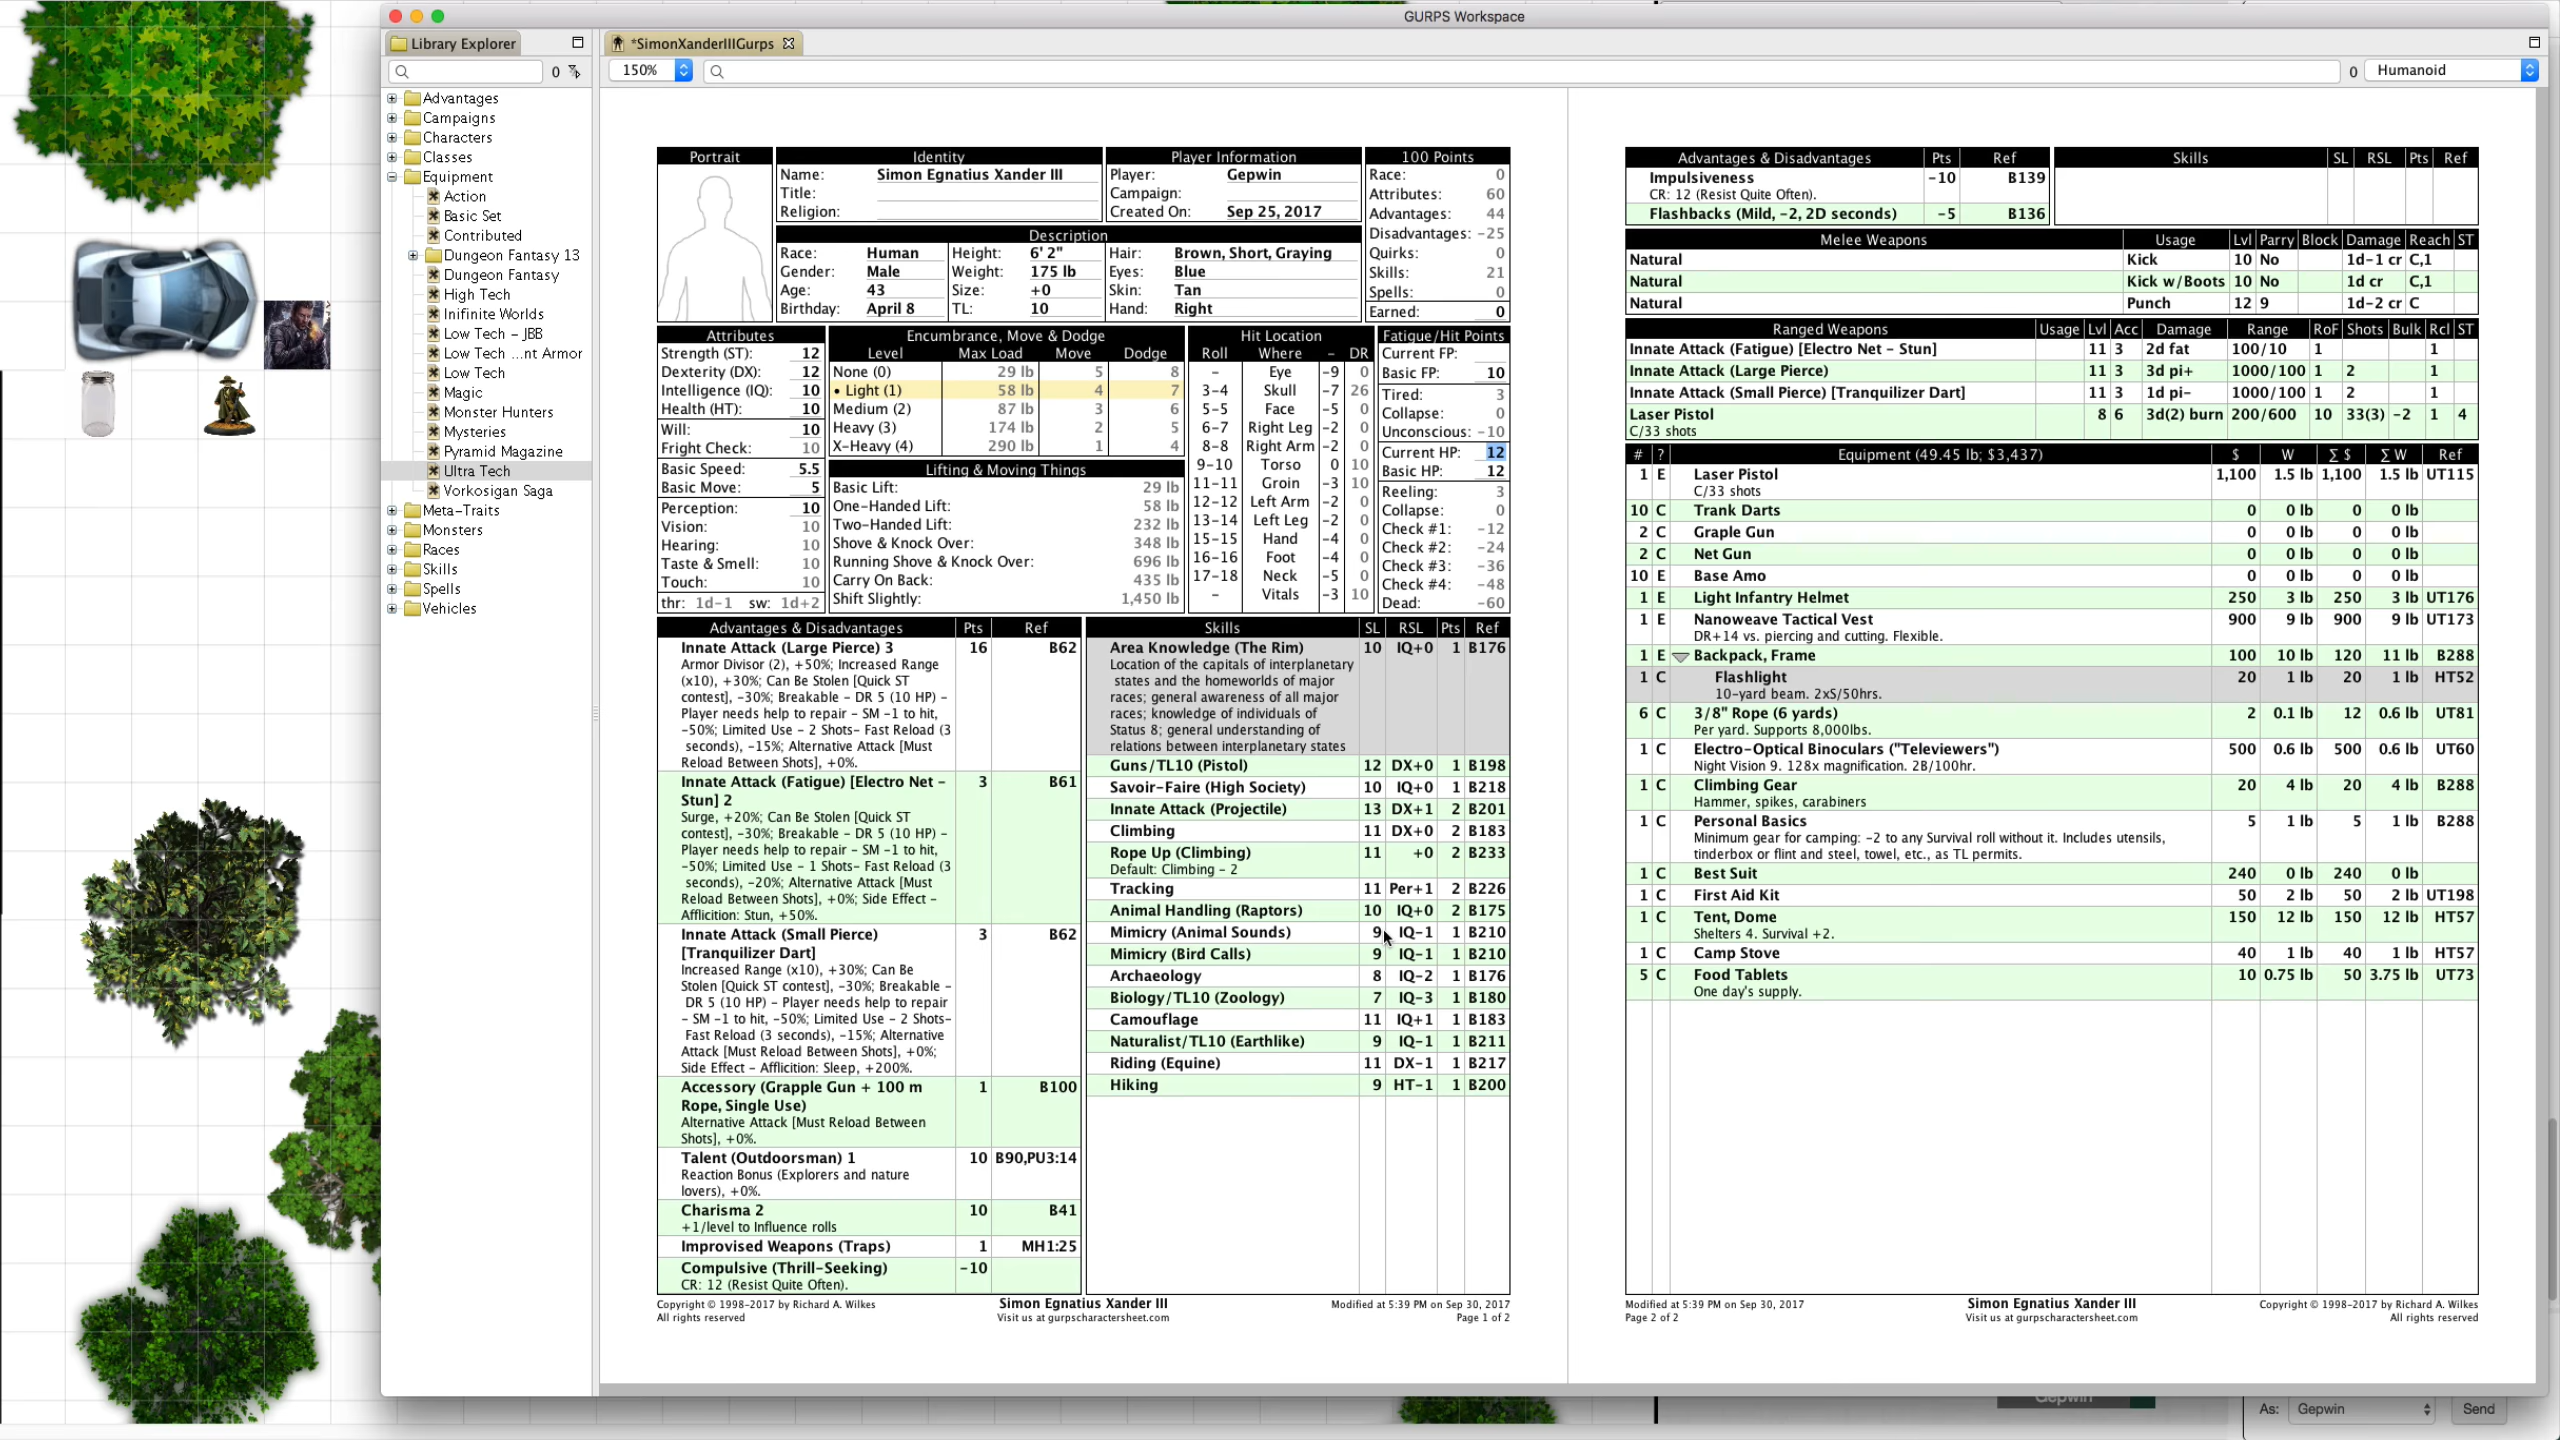 GURPS Workspace
Library Explorer
*SimonXanderIIIGurps
0
150%
0
Humanoid
Advantages
Campaigns
Characters
Classes
Equipment
Action
Basic Set
Contributed
Dungeon Fantasy 13
Dungeon Fantasy
High Tech
Inifinite Worlds
Low Tech - JBB
Low Tech ...nt Armor
Low Tech
Magic
Monster Hunters
Mysteries
Pyramid Magazine
Ultra Tech
Vorkosigan Saga
Meta-Traits
Monsters
Races
Skills
Spells
Vehicles
Portrait
Identity
Name: Simon Egnatius Xander III
Title:
Religion:
Player Information
Player: Gepwin
Campaign:
Created On: Sep 25, 2017
100 Points
Race: 0
Attributes: 60
Advantages: 44
Disadvantages: -25
Quirks: 0
Skills: 21
Spells: 0
Earned: 0
Description
Race: Human Height: 6' 2" Hair: Brown, Short, Graying
Gender: Male Weight: 175 lb Eyes: Blue
Age: 43 Size: +0 Skin: Tan
Birthday: April 8 TL: 10 Hand: Right
Attributes
Strength (ST): 12
Dexterity (DX): 12
Intelligence (IQ): 10
Health (HT): 10
Will: 10
Fright Check: 10
Basic Speed: 5.5
Basic Move: 5
Perception: 10
Vision: 10
Hearing: 10
Taste & Smell: 10
Touch: 10
thr: 1d-1 sw: 1d+2
Encumbrance, Move & Dodge
Level Max Load Move Dodge
None (0) 29 lb 5 8
• Light (1) 58 lb 4 7
Medium (2) 87 lb 3 6
Heavy (3) 174 lb 2 5
X-Heavy (4) 290 lb 1 4
Lifting & Moving Things
Basic Lift: 29 lb
One-Handed Lift: 58 lb
Two-Handed Lift: 232 lb
Shove & Knock Over: 348 lb
Running Shove & Knock Over: 696 lb
Carry On Back: 435 lb
Shift Slightly: 1,450 lb
Hit Location
Roll Where - DR
- Eye -9 0
3-4 Skull -7 26
5-5 Face -5 0
6-7 Right Leg -2 0
8-8 Right Arm -2 0
9-10 Torso 0 10
11-11 Groin -3 10
12-12 Left Arm -2 0
13-14 Left Leg -2 0
15-15 Hand -4 0
16-16 Foot -4 0
17-18 Neck -5 0
- Vitals -3 10
Fatigue/Hit Points
Current FP:
Basic FP: 10
Tired: 3
Collapse: 0
Unconscious: -10
Current HP: 12
Basic HP: 12
Reeling: 3
Collapse: 0
Check #1: -12
Check #2: -24
Check #3: -36
Check #4: -48
Dead: -60
Advantages & Disadvantages Pts Ref
Innate Attack (Large Pierce) 3 16 B62
Armor Divisor (2), +50%; Increased Range
(x10), +30%; Can Be Stolen [Quick ST
contest], -30%; Breakable - DR 5 (10 HP) -
Player needs help to repair - SM -1 to hit,
-50%; Limited Use - 2 Shots- Fast Reload (3
seconds), -15%; Alternative Attack [Must
Reload Between Shots], +0%.
Innate Attack (Fatigue) [Electro Net - 3 B61
Stun] 2
Surge, +20%; Can Be Stolen [Quick ST
contest], -30%; Breakable - DR 5 (10 HP) -
Player needs help to repair - SM -1 to hit,
-50%; Limited Use - 1 Shots- Fast Reload (3
seconds), -20%; Alternative Attack [Must
Reload Between Shots], +0%; Side Effect -
Afflicition: Stun, +50%.
Innate Attack (Small Pierce) 3 B62
[Tranquilizer Dart]
Increased Range (x10), +30%; Can Be
Stolen [Quick ST contest], -30%; Breakable -
DR 5 (10 HP) - Player needs help to repair
- SM -1 to hit, -50%; Limited Use - 2 Shots-
Fast Reload (3 seconds), -15%; Alternative
Attack [Must Reload Between Shots], +0%;
Side Effect - Afflicition: Sleep, +200%.
Accessory (Grapple Gun + 100 m 1 B100
Rope, Single Use)
Alternative Attack [Must Reload Between
Shots], +0%.
Talent (Outdoorsman) 1 10 B90,PU3:14
Reaction Bonus (Explorers and nature
lovers), +0%.
Charisma 2 10 B41
+1/level to Influence rolls
Improvised Weapons (Traps) 1 MH1:25
Compulsive (Thrill-Seeking) -10
CR: 12 (Resist Quite Often).
Skills SL RSL Pts Ref
Area Knowledge (The Rim) 10 IQ+0 1 B176
Location of the capitals of interplanetary
states and the homeworlds of major
races; general awareness of all major
races; knowledge of individuals of
Status 8; general understanding of
relations between interplanetary states
Guns/TL10 (Pistol) 12 DX+0 1 B198
Savoir-Faire (High Society) 10 IQ+0 1 B218
Innate Attack (Projectile) 13 DX+1 2 B201
Climbing 11 DX+0 2 B183
Rope Up (Climbing) 11 +0 2 B233
Default: Climbing - 2
Tracking 11 Per+1 2 B226
Animal Handling (Raptors) 10 IQ+0 2 B175
Mimicry (Animal Sounds) 9 IQ-1 1 B210
Mimicry (Bird Calls) 9 IQ-1 1 B210
Archaeology 8 IQ-2 1 B176
Biology/TL10 (Zoology) 7 IQ-3 1 B180
Camouflage 11 IQ+1 1 B183
Naturalist/TL10 (Earthlike) 9 IQ-1 1 B211
Riding (Equine) 11 DX-1 1 B217
Hiking 9 HT-1 1 B200
Copyright © 1998-2017 by Richard A. Wilkes Simon Egnatius Xander III Modified at 5:39 PM on Sep 30, 2017
All rights reserved Visit us at gurpscharactersheet.com Page 1 of 2
Advantages & Disadvantages Pts Ref
Impulsiveness -10 B139
CR: 12 (Resist Quite Often).
Flashbacks (Mild, -2, 2D seconds) -5 B136
Skills SL RSL Pts Ref
Melee Weapons Usage Lvl Parry Block Damage Reach ST
Natural Kick 10 No 1d-1 cr C,1
Natural Kick w/Boots 10 No 1d cr C,1
Natural Punch 12 9 1d-2 cr C
Ranged Weapons Usage Lvl Acc Damage Range RoF Shots Bulk Rcl ST
Innate Attack (Fatigue) [Electro Net - Stun] 11 3 2d fat 100/10 1 1
Innate Attack (Large Pierce) 11 3 3d pi+ 1000/100 1 2 1
Innate Attack (Small Pierce) [Tranquilizer Dart] 11 3 1d pi- 1000/100 1 2 1
Laser Pistol 8 6 3d(2) burn 200/600 10 33(3) -2 1 4
C/33 shots
# ? Equipment (49.45 lb; $3,437) $ W Σ $ Σ W Ref
1 E Laser Pistol 1,100 1.5 lb 1,100 1.5 lb UT115
C/33 shots
10 C Trank Darts 0 0 lb 0 0 lb
2 C Graple Gun 0 0 lb 0 0 lb
2 C Net Gun 0 0 lb 0 0 lb
10 E Base Amo 0 0 lb 0 0 lb
1 E Light Infantry Helmet 250 3 lb 250 3 lb UT176
1 E Nanoweave Tactical Vest 900 9 lb 900 9 lb UT173
DR+14 vs. piercing and cutting. Flexible.
1 E Backpack, Frame 100 10 lb 120 11 lb B288
1 C Flashlight 20 1 lb 20 1 lb HT52
10-yard beam. 2xS/50hrs.
6 C 3/8" Rope (6 yards) 2 0.1 lb 12 0.6 lb UT81
Per yard. Supports 8,000lbs.
1 C Electro-Optical Binoculars ("Televiewers") 500 0.6 lb 500 0.6 lb UT60
Night Vision 9. 128x magnification. 2B/100hr.
1 C Climbing Gear 20 4 lb 20 4 lb B288
Hammer, spikes, carabiners
1 C Personal Basics 5 1 lb 5 1 lb B288
Minimum gear for camping: -2 to any Survival roll without it. Includes utensils,
tinderbox or flint and steel, towel, etc., as TL permits.
1 C Best Suit 240 0 lb 240 0 lb
1 C First Aid Kit 50 2 lb 50 2 lb UT198
1 C Tent, Dome 150 12 lb 150 12 lb HT57
Shelters 4. Survival +2.
1 C Camp Stove 40 1 lb 40 1 lb HT57
5 C Food Tablets 10 0.75 lb 50 3.75 lb UT73
One day's supply.
Modified at 5:39 PM on Sep 30, 2017 Simon Egnatius Xander III Copyright © 1998-2017 by Richard A. Wilkes
Page 2 of 2 Visit us at gurpscharactersheet.com All rights reserved
Gepwin
As: Gepwin Send